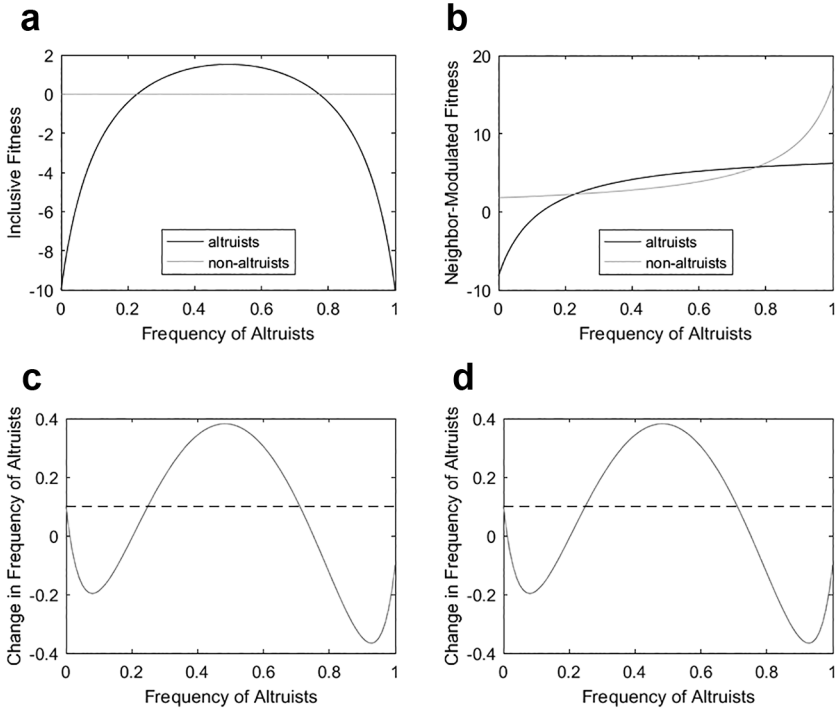 a
2
0
-2
-4
-6
-8
-10
Inclusive Fitness
altruists
non-altruists
0
0.2
0.4
0.6
0.8
1
Frequency of Altruists
b
20
10
0
-10
Neighbor-Modulated Fitness
altruists
non-altruists
0
0.2
0.4
0.6
0.8
1
Frequency of Altruists
c
0.4
0.2
0
-0.2
-0.4
Change in Frequency of Altruists
0
0.2
0.4
0.6
0.8
1
Frequency of Altruists
d
0.4
0.2
0
-0.2
-0.4
Change in Frequency of Altruists
0
0.2
0.4
0.6
0.8
1
Frequency of Altruists